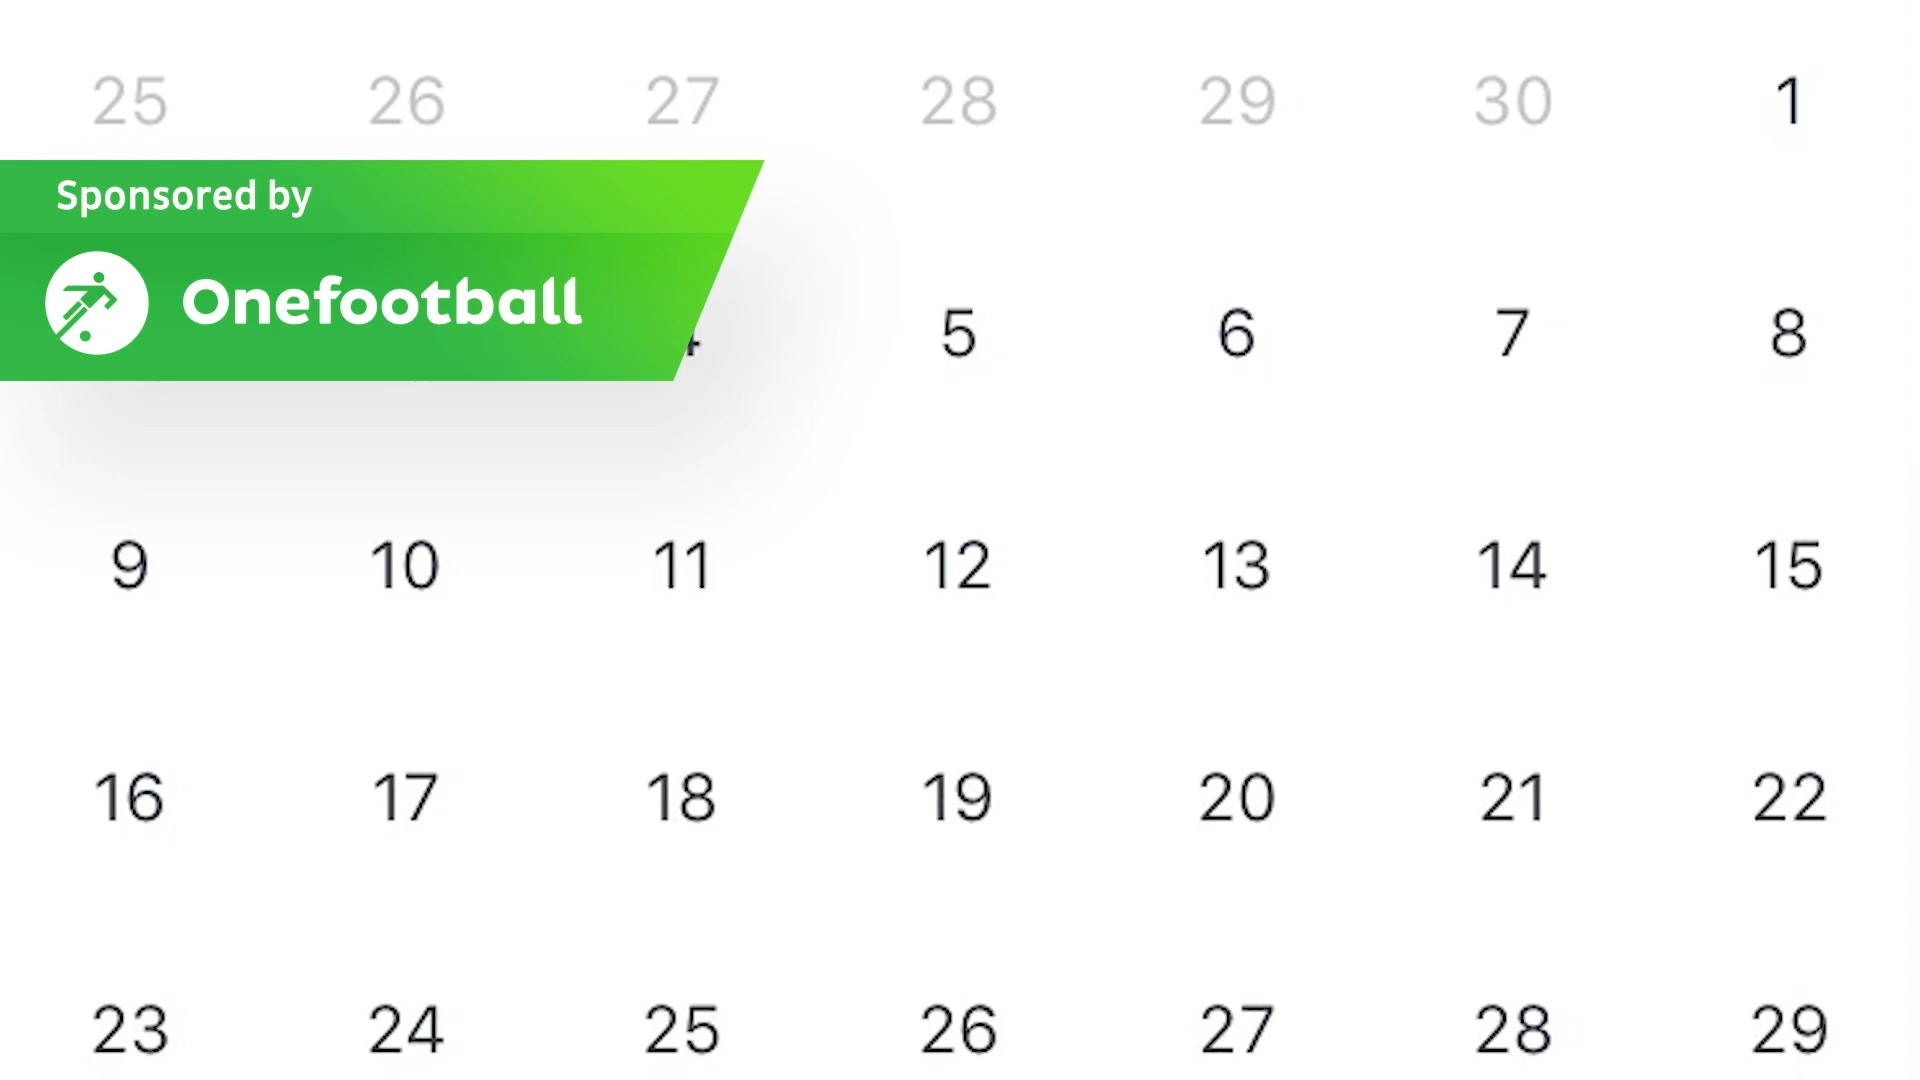 25 26 27 28 29 30 1
Sponsored by
Onefootball
5 6 7 8
9 10 11 12 13 14 15
16 17 18 19 20 21 22
23 24 25 26 27 28 29